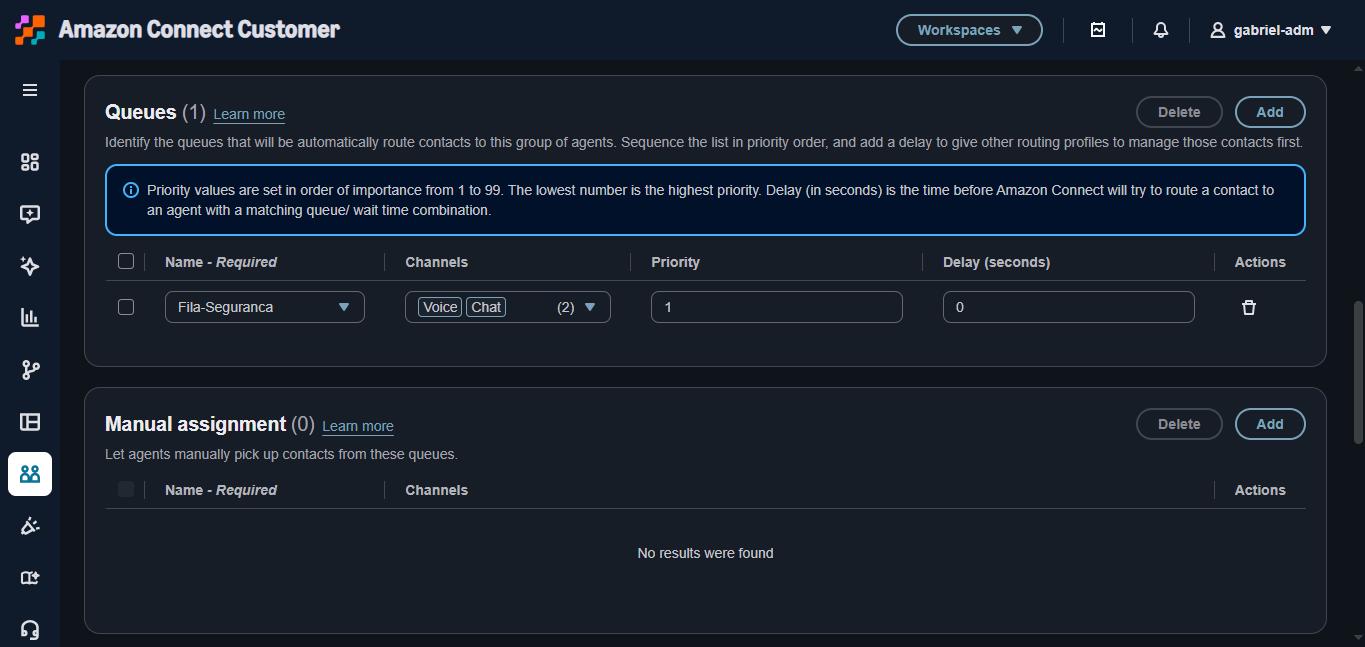 Amazon Connect Customer
Workspaces
gabriel-adm
Queues (1) Learn more
Delete
Add
Identify the queues that will be automatically route contacts to this group of agents. Sequence the list in priority order, and add a delay to give other routing profiles to manage those contacts first.
Priority values are set in order of importance from 1 to 99. The lowest number is the highest priority. Delay (in seconds) is the time before Amazon Connect will try to route a contact to
an agent with a matching queue/ wait time combination.
Name - Required
Channels
Priority
Delay (seconds)
Actions
Fila-Seguranca
Voice Chat (2)
1
0
Manual assignment (0) Learn more
Delete
Add
Let agents manually pick up contacts from these queues.
Name - Required
Channels
Actions
No results were found